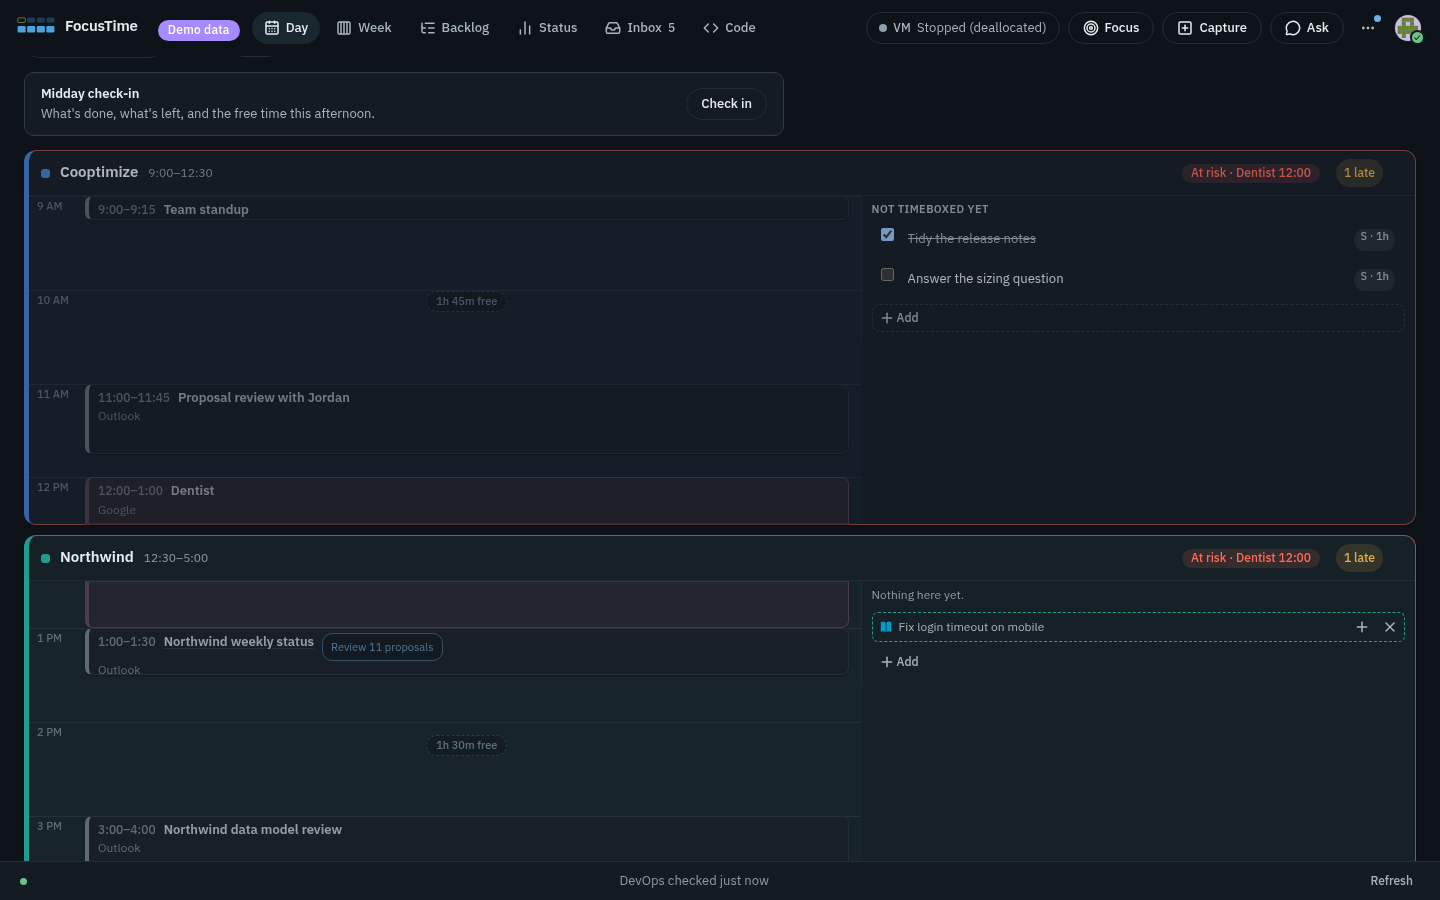 FocusTime
Demo data
Day
Week
Backlog
Status
Inbox 5
Code
VM Stopped (deallocated)
Focus
Capture
Ask
Midday check-in
What's done, what's left, and the free time this afternoon.
Check in
Cooptimize 9:00–12:30
At risk · Dentist 12:00
1 late
9 AM
9:00–9:15 Team standup
10 AM
1h 45m free
11 AM
11:00–11:45 Proposal review with Jordan
Outlook
12 PM
12:00–1:00 Dentist
Google
NOT TIMEBOXED YET
Tidy the release notes
S · 1h
Answer the sizing question
S · 1h
+ Add
Northwind 12:30–5:00
At risk · Dentist 12:00
1 late
1 PM
1:00–1:30 Northwind weekly status
Review 11 proposals
Outlook
2 PM
1h 30m free
3 PM
3:00–4:00 Northwind data model review
Outlook
Nothing here yet.
Fix login timeout on mobile
+ Add
DevOps checked just now
Refresh